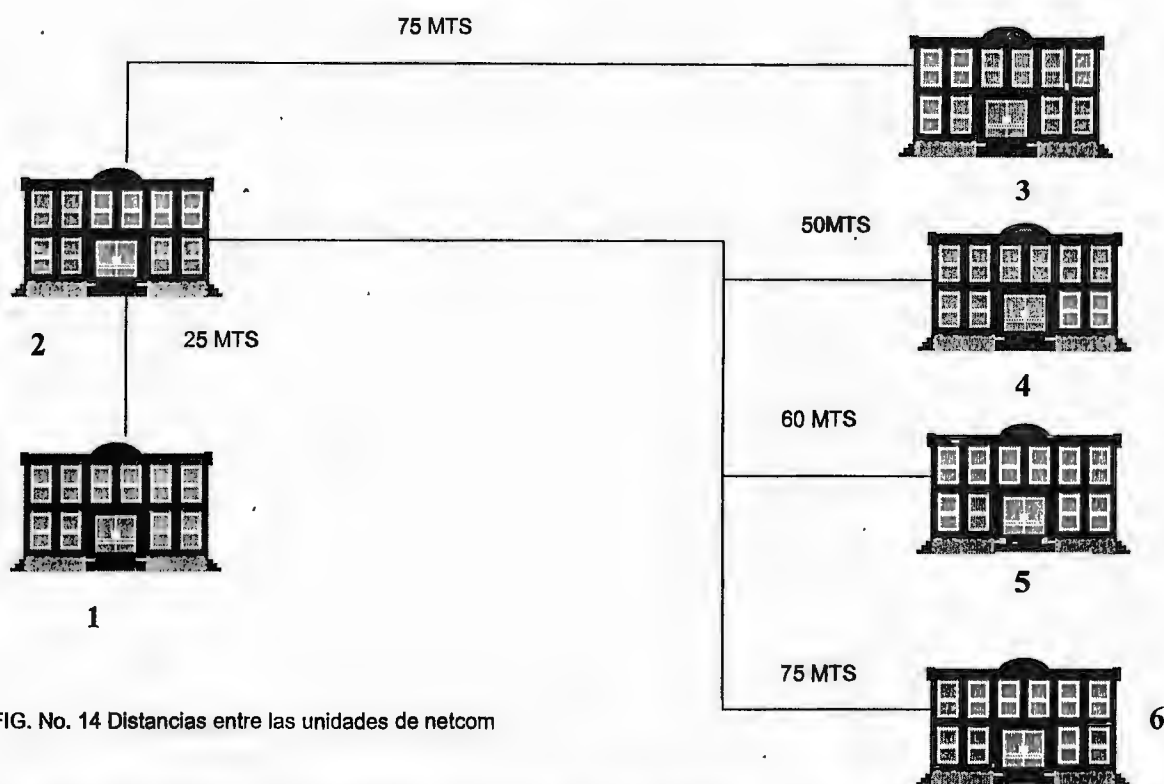 75 MTS
3
50MTS
2
25 MTS
4
60 MTS
5
1
75 MTS
FIG. No. 14 Distancias entre las unidades de netcom
6